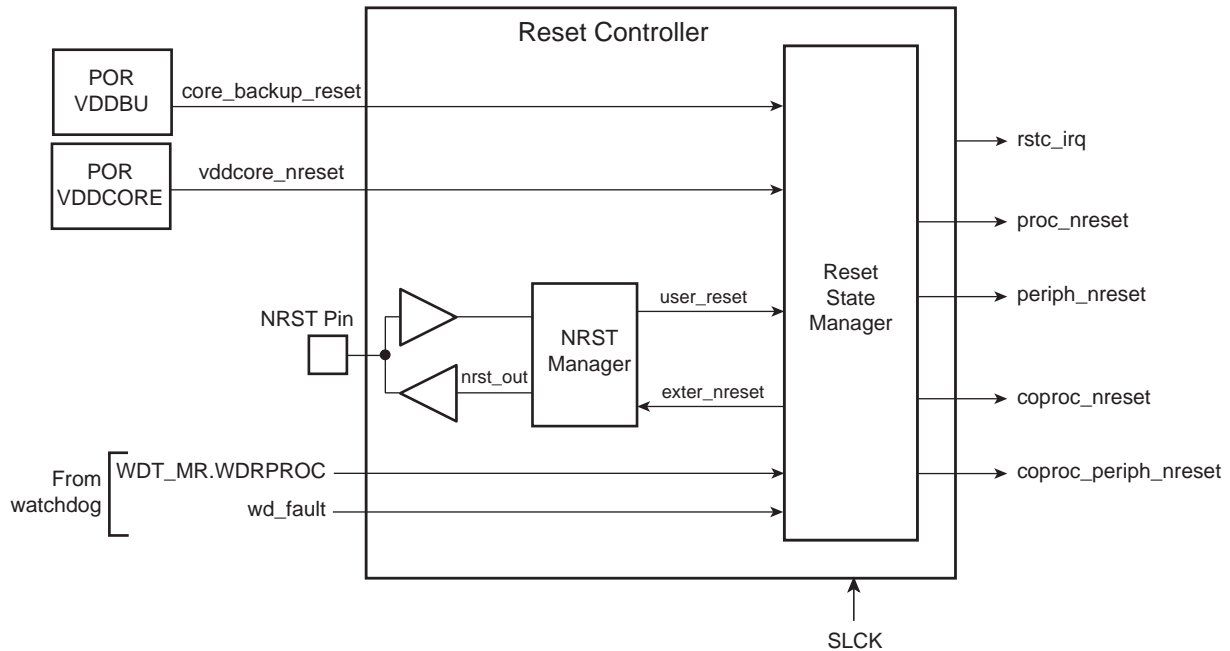 Reset Controller
POR
VDDBU
core_backup_reset
rstc_irq
POR
VDDCORE
vddcore_nreset
proc_nreset
Reset
State
Manager
user_reset
periph_nreset
NRST Pin
NRST
Manager
nrst_out
exter_nreset
coproc_nreset
From
watchdog
WDT_MR.WDRPROC
coproc_periph_nreset
wd_fault
SLCK